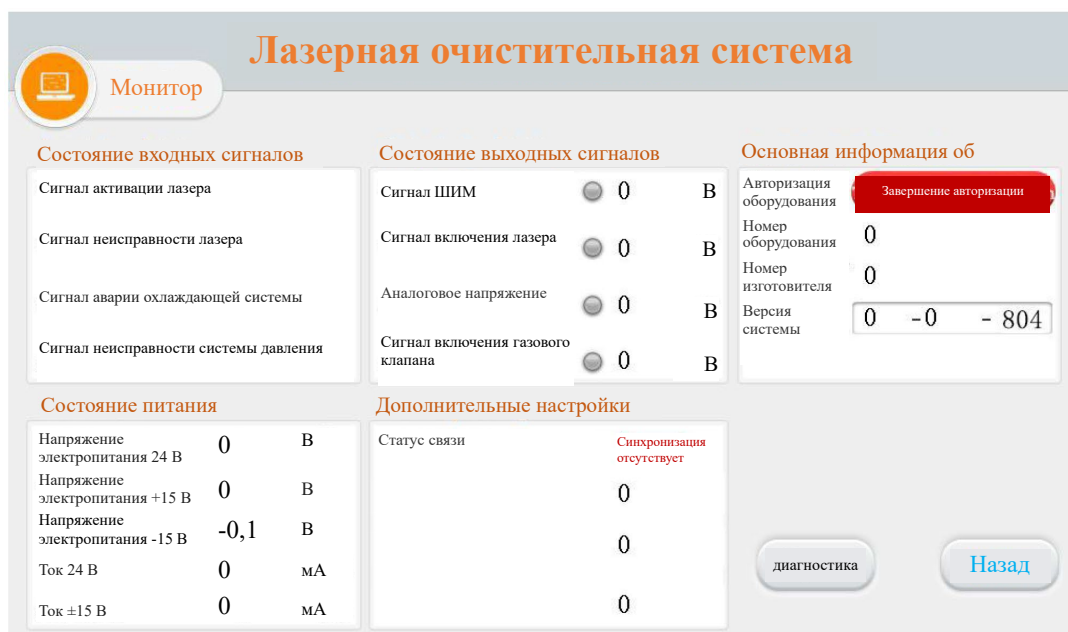 Лазерная очистительная система
Монитор
Состояние входных сигналов
Сигнал активации лазера
Сигнал неисправности лазера
Сигнал аварии охлаждающей системы
Сигнал неисправности системы давления
Состояние выходных сигналов
Сигнал ШИМ 0 В
Сигнал включения лазера 0 В
Аналоговое напряжение 0 В
Сигнал включения газового
клапана 0 В
Основная информация об
Авторизация
оборудования
Завершение авторизации
Номер
оборудования 0
Номер
изготовителя 0
Версия
системы 0 -0 - 804
Состояние питания
Напряжение
электропитания 24 В 0 В
Напряжение
электропитания +15 В 0 В
Напряжение
электропитания -15 В -0,1 В
Ток 24 В 0 мА
Ток ±15 В 0 мА
Дополнительные настройки
Статус связи
Синхронизация
отсутствует
0
0
0
диагностика
Назад